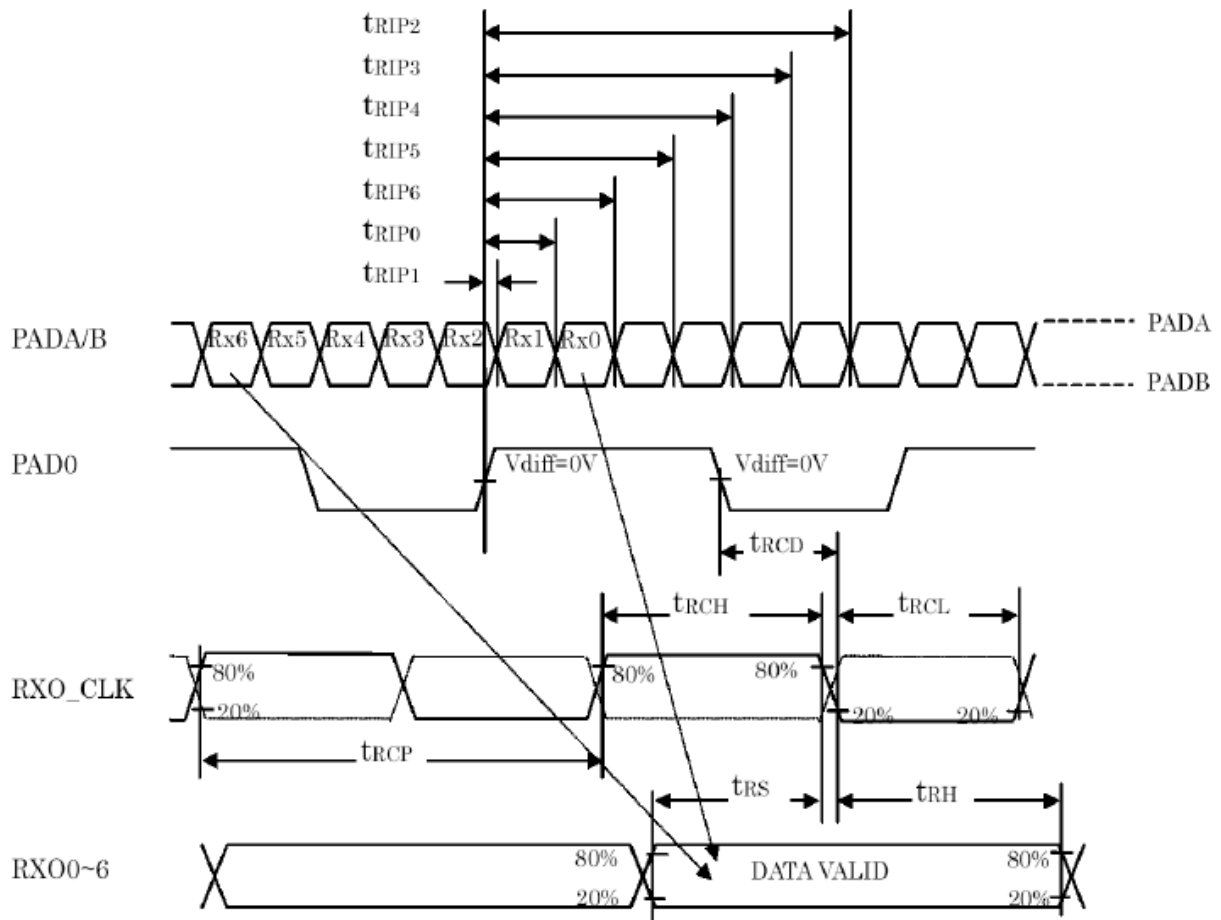 tRIP2
tRIP3
tRIP4
tRIP5
tRIP6
tRIP0
tRIP1
PADA/B Rx6 Rx5 Rx4 Rx3 Rx2 Rx1 Rx0 PADA
PADB
PAD0 Vdiff=0V Vdiff=0V
tRCD
tRCH tRCL
RXO_CLK 80% 80% 80%
20% 20% 20%
tRCP
tRS tRH
RXO0~6 80% DATA VALID 80%
20% 20%